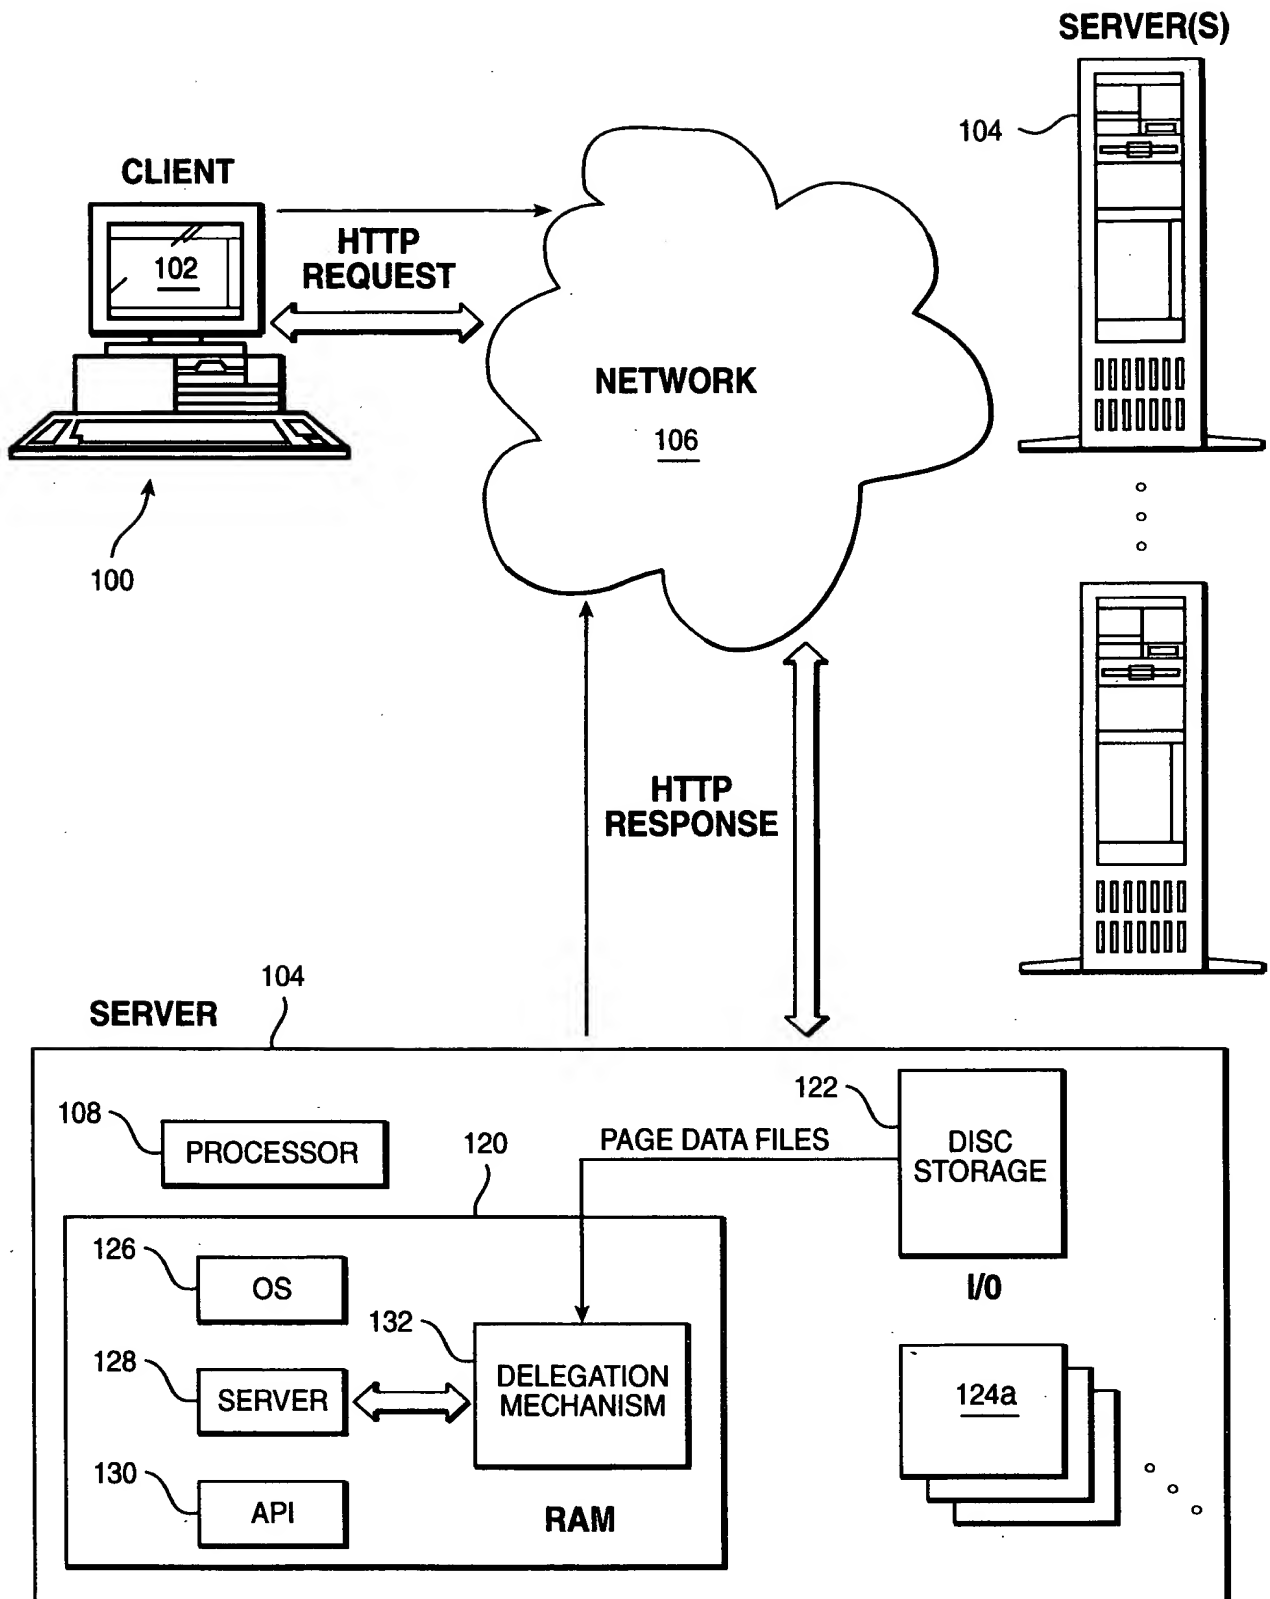 SERVER(S)
104
CLIENT
HTTP
REQUEST
102
NETWORK
106
100
HTTP
RESPONSE
104
SERVER
122
108
PROCESSOR
120
PAGE DATA FILES
DISC
STORAGE
126
OS
I/O
132
128
SERVER
DELEGATION
MECHANISM
124a
130
API
RAM